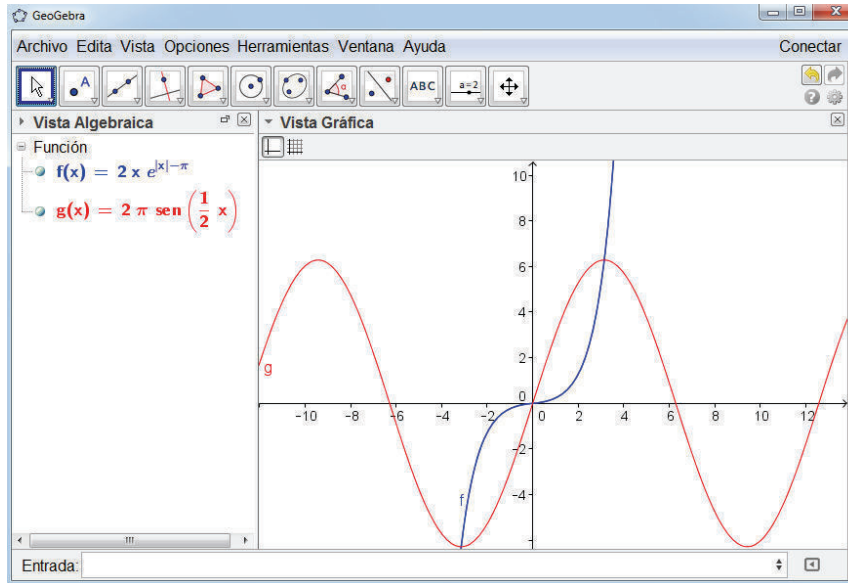 GeoGebra
Archivo Edita Vista Opciones Herramientas Ventana Ayuda Conectar
A ABC a=2
Vista Algebraica Vista Gráfica
Función
f(x) = 2 x e^{|x|−π}
g(x) = 2 π sen(1/2 x)
10
8
6
4
2
0
−10 −8 −6 −4 −2 0 2 4 6 8 10 12
−2
−4
g
f
Entrada: